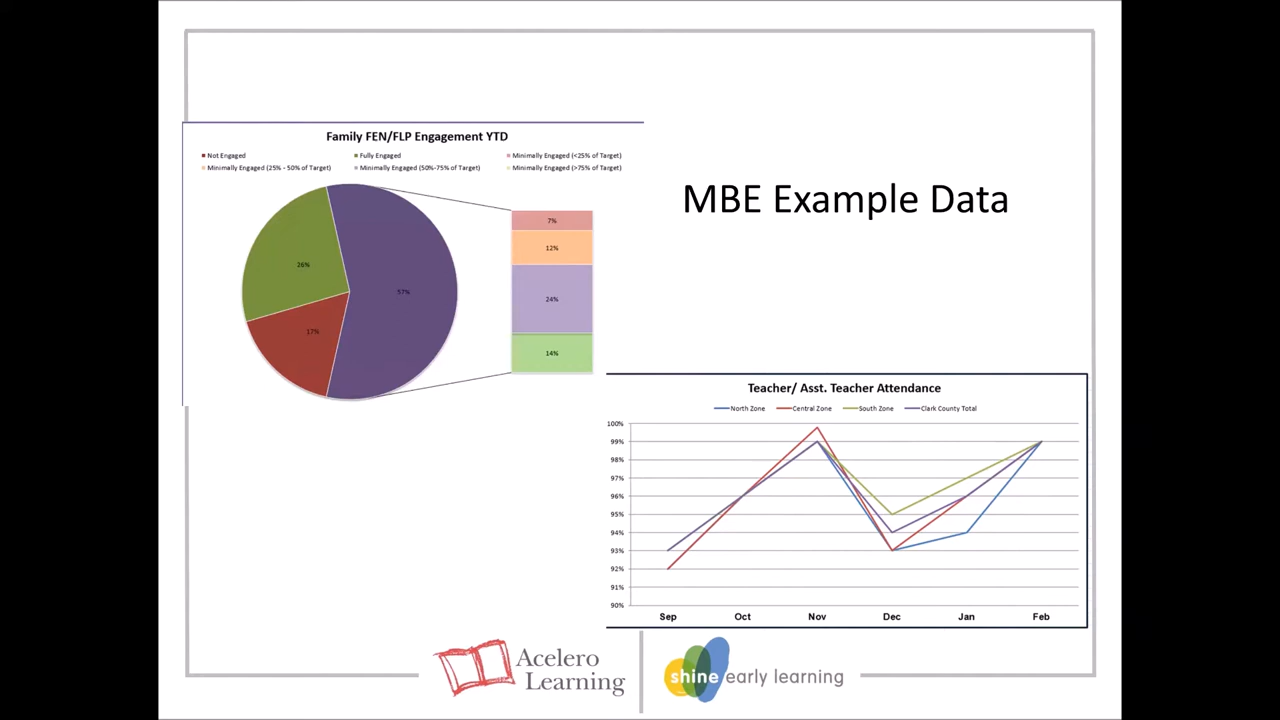 Family FEN/FLP Engagement YTD
Not Engaged Fully Engaged Minimally Engaged (<25% of Target)
Minimally Engaged (25% - 50% of Target) Minimally Engaged (50%-75% of Target) Minimally Engaged (>75% of Target)
7%
12%
26%
57%
24%
17%
14%
MBE Example Data
Teacher/ Asst. Teacher Attendance
North Zone Central Zone South Zone Clark County Total
100%
99%
98%
97%
96%
95%
94%
93%
92%
91%
90%
Sep Oct Nov Dec Jan Feb
Acelero
Learning
shine early learning